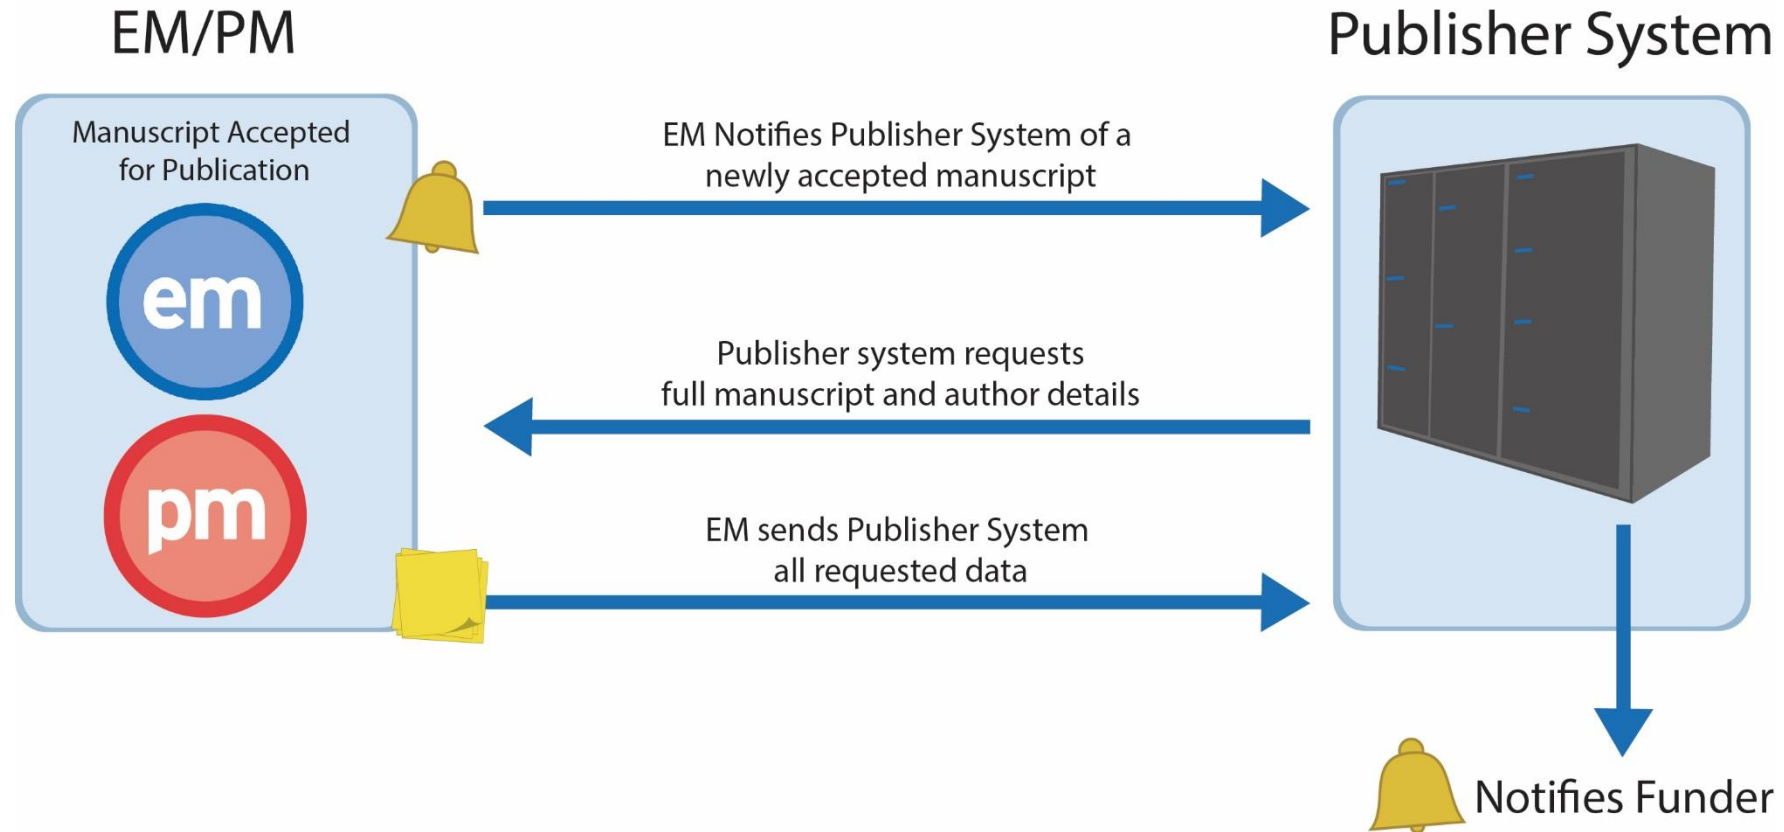 EM/PM
Publisher System
Manuscript Accepted
for Publication
em
pm
EM Notifies Publisher System of a
newly accepted manuscript
Publisher system requests
full manuscript and author details
EM sends Publisher System
all requested data
Notifies Funder